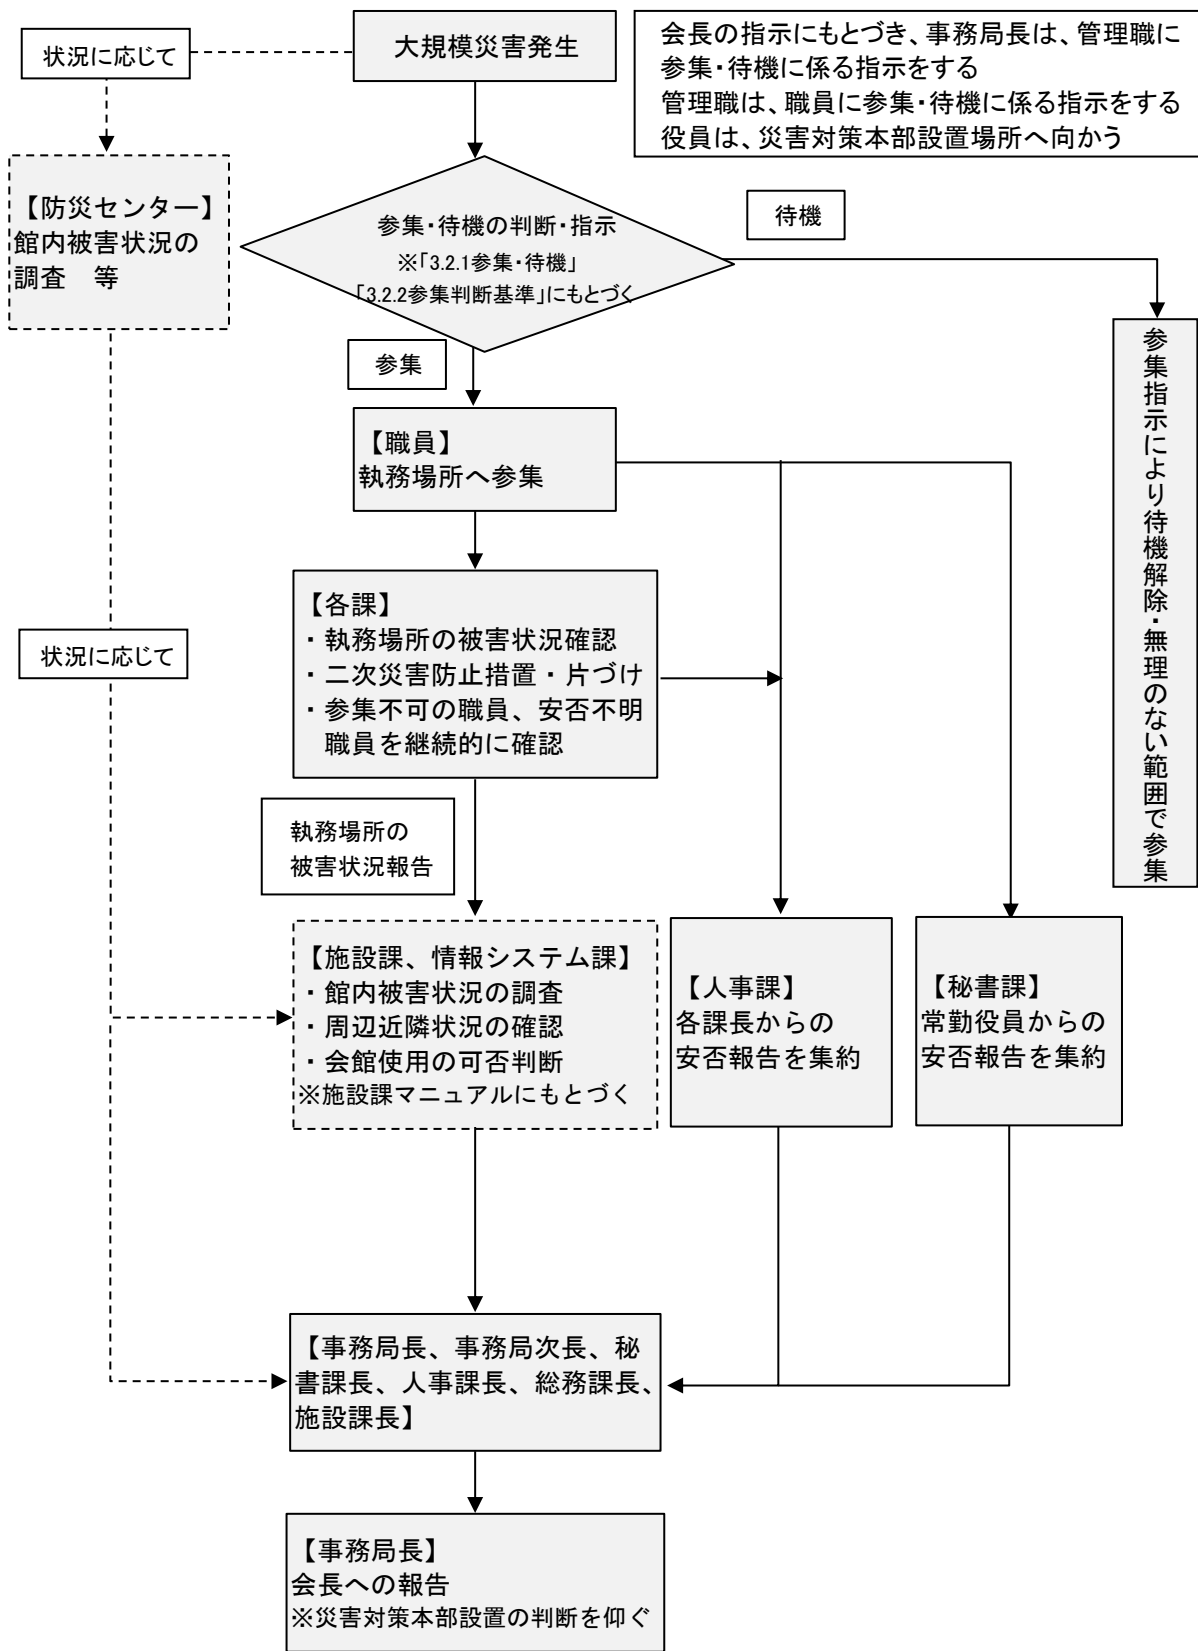 状況に応じて
大規模災害発生
会長の指示にもとづき、事務局長は、管理職に
参集・待機に係る指示をする
管理職は、職員に参集・待機に係る指示をする
役員は、災害対策本部設置場所へ向かう
【防災センター】
館内被害状況の
調査　等
参集・待機の判断・指示
※「3.2.1参集・待機」
「3.2.2参集判断基準」にもとづく
待機
参集
参集指示により待機解除・無理のない範囲で参集
【職員】
執務場所へ参集
【各課】
・執務場所の被害状況確認
・二次災害防止措置・片づけ
・参集不可の職員、安否不明
職員を継続的に確認
状況に応じて
執務場所の
被害状況報告
【施設課、情報システム課】
・館内被害状況の調査
・周辺近隣状況の確認
・会館使用の可否判断
※施設課マニュアルにもとづく
【人事課】
各課長からの
安否報告を集約
【秘書課】
常勤役員からの
安否報告を集約
【事務局長、事務局次長、秘
書課長、人事課長、総務課長、
施設課長】
【事務局長】
会長への報告
※災害対策本部設置の判断を仰ぐ